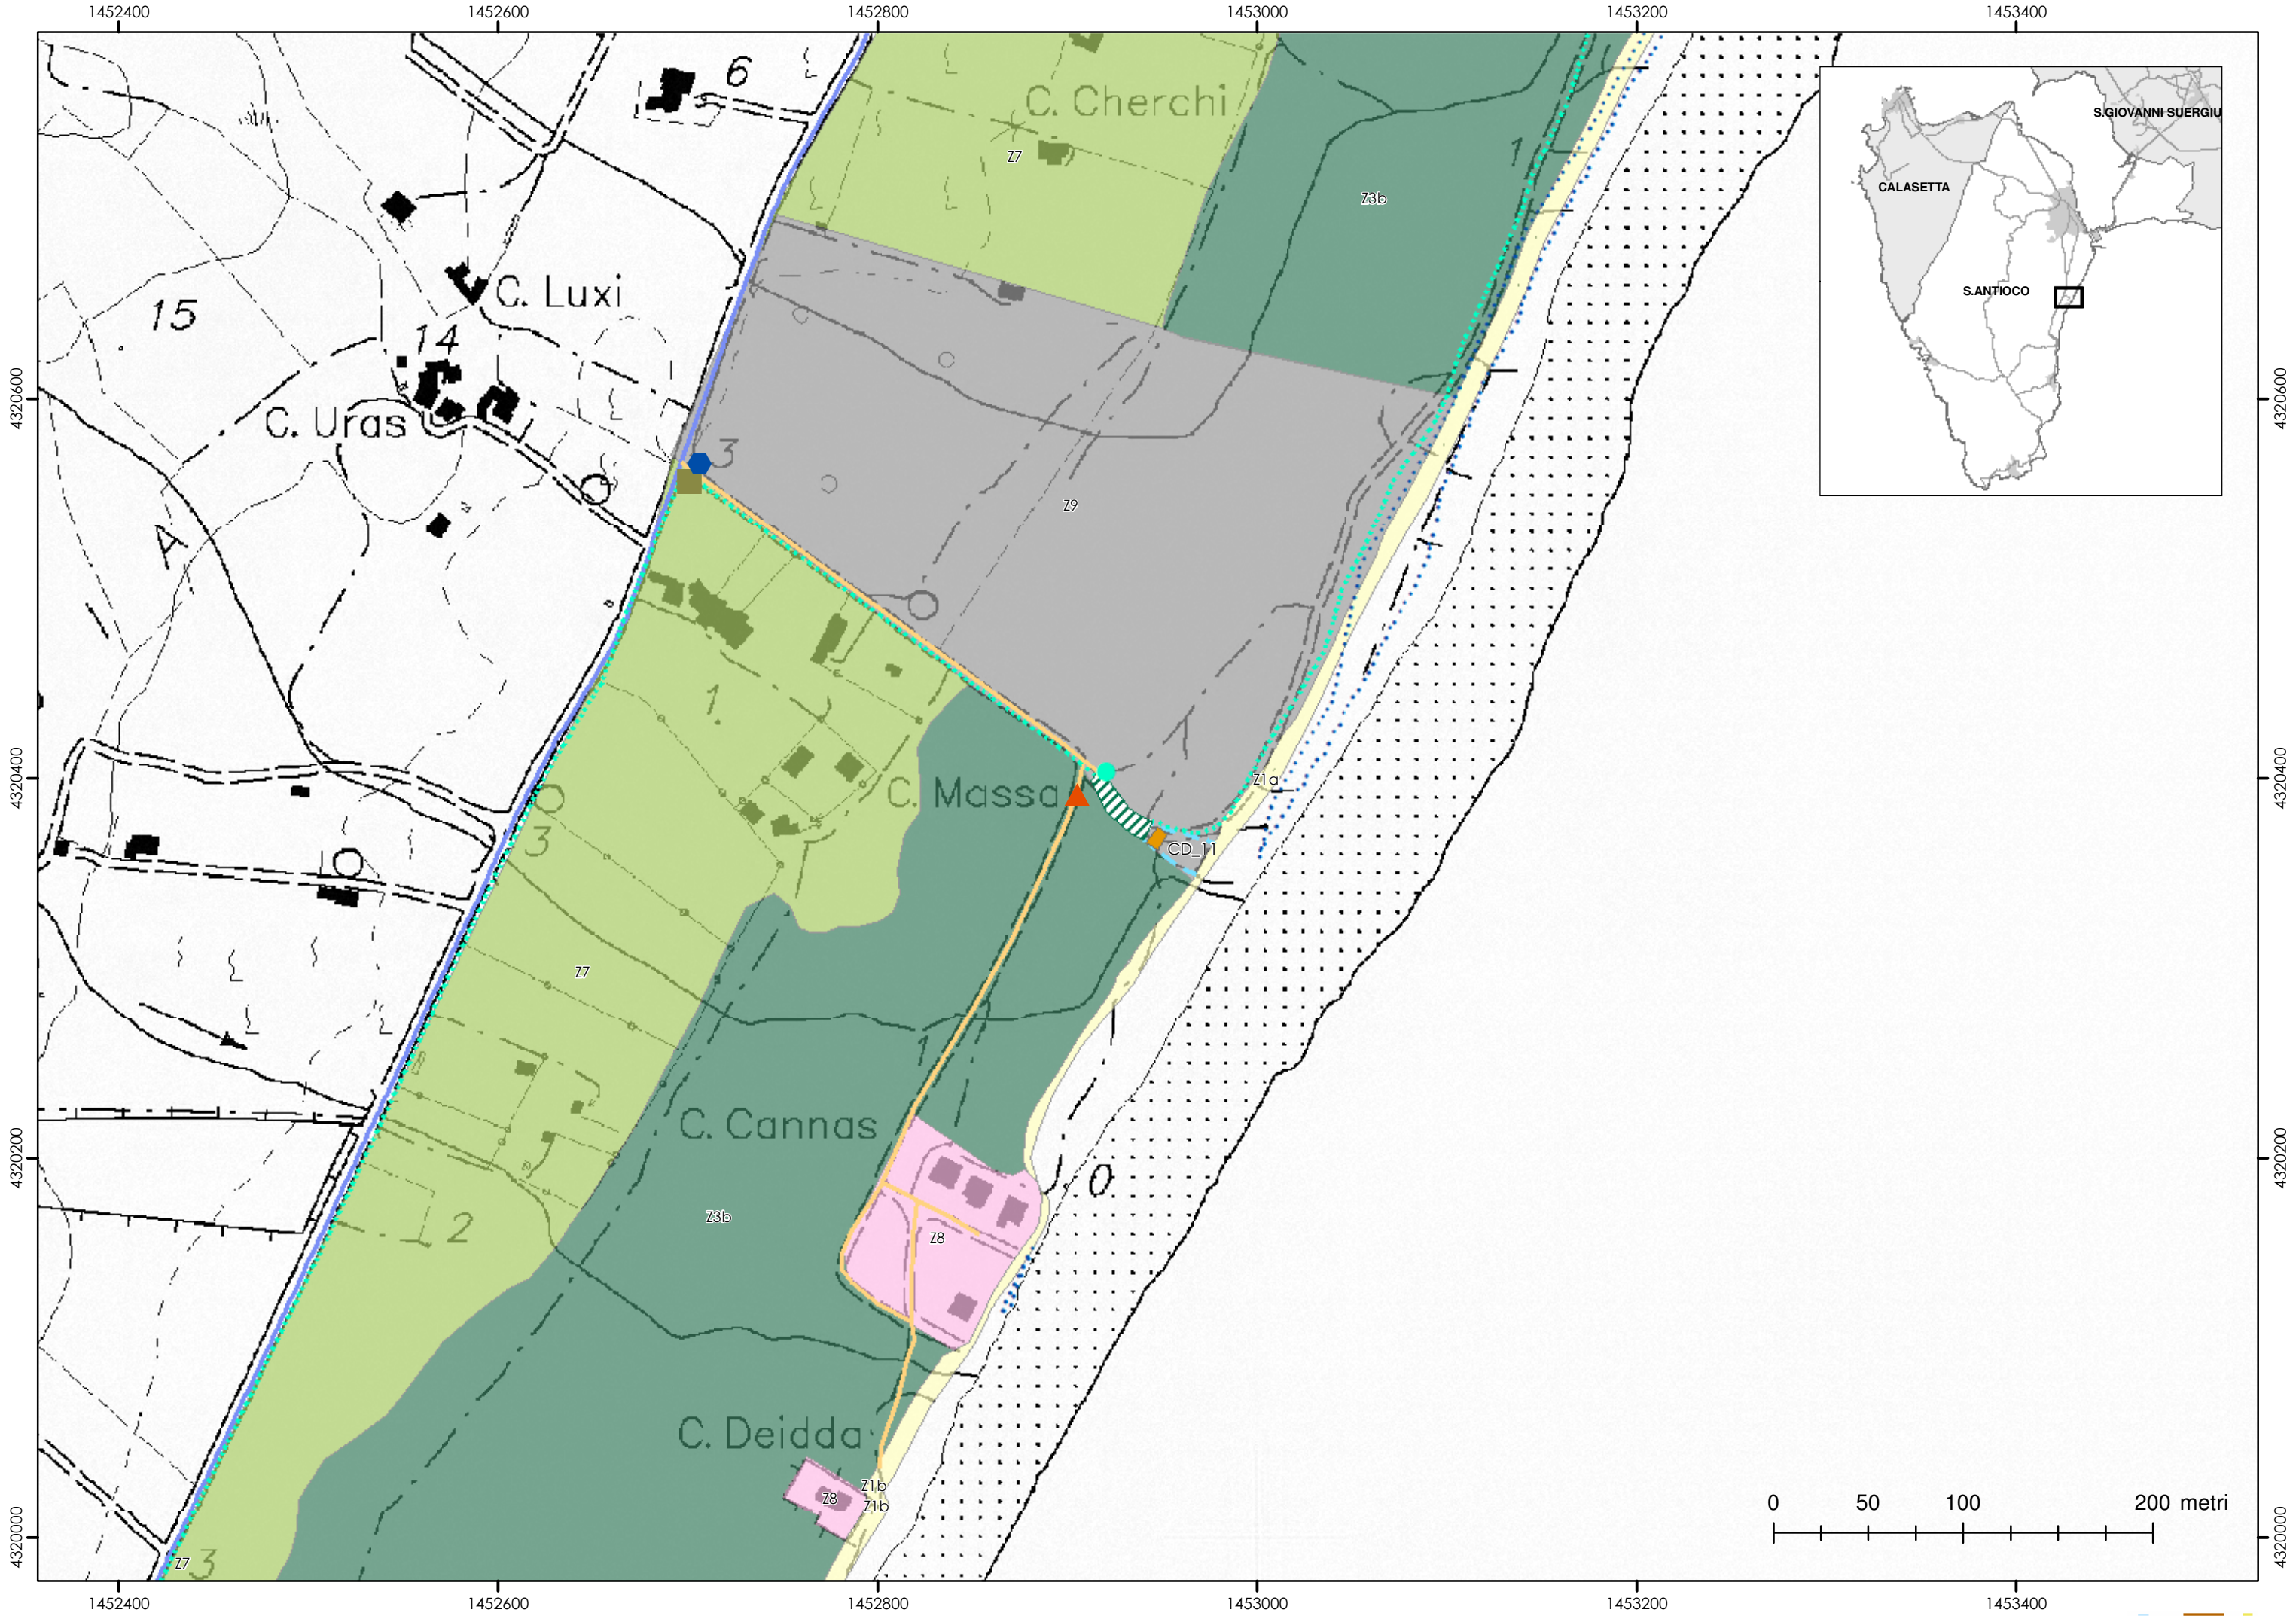 1452400 1452600 1452800 1453000 1453200 1453400
6
C. Cherchi
S.GIOVANNI SUERGIU
Z7
1
CALASETTA
Z3b
C. Luxi
S.ANTIOCO
15
14
4320600
4320600
C. Uras
3
Z9
A
1.
4320400
C. Massa
Z1a
4320400
3
CD_11
Z7
1
C. Cannas
4320200
0
4320200
Z3b
2
Z8
C. Deidda
Z1b
Z8
Z1b
0 50 100 200 metri
4320000
4320000
Z7 3
1452400 1452600 1452800 1453000 1453200 1453400